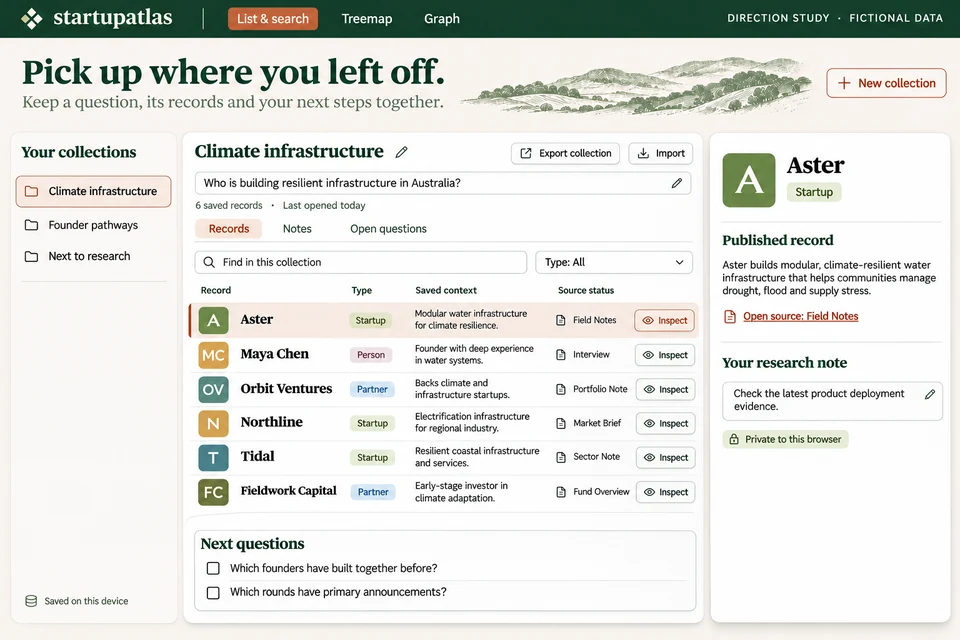 startupatlas
List & search
Treemap
Graph
DIRECTION STUDY · FICTIONAL DATA
Pick up where you left off.
Keep a question, its records and your next steps together.
+ New collection
Your collections
Climate infrastructure
Founder pathways
Next to research
Saved on this device
Climate infrastructure
Export collection
Import
Who is building resilient infrastructure in Australia?
6 saved records • Last opened today
Records
Notes
Open questions
Find in this collection
Type: All
Record
Type
Saved context
Source status
A
Aster
Startup
Modular water infrastructure
for climate resilience.
Field Notes
Inspect
MC
Maya Chen
Person
Founder with deep experience
in water systems.
Interview
Inspect
OV
Orbit Ventures
Partner
Backs climate and
infrastructure startups.
Portfolio Note
Inspect
N
Northline
Startup
Electrification infrastructure
for regional industry.
Market Brief
Inspect
T
Tidal
Startup
Resilient coastal infrastructure
and services.
Sector Note
Inspect
FC
Fieldwork Capital
Partner
Early-stage investor in
climate adaptation.
Fund Overview
Inspect
Next questions
Which founders have built together before?
Which rounds have primary announcements?
A
Aster
Startup
Published record
Aster builds modular, climate-resilient water
infrastructure that helps communities manage
drought, flood and supply stress.
Open source: Field Notes
Your research note
Check the latest product deployment
evidence.
Private to this browser